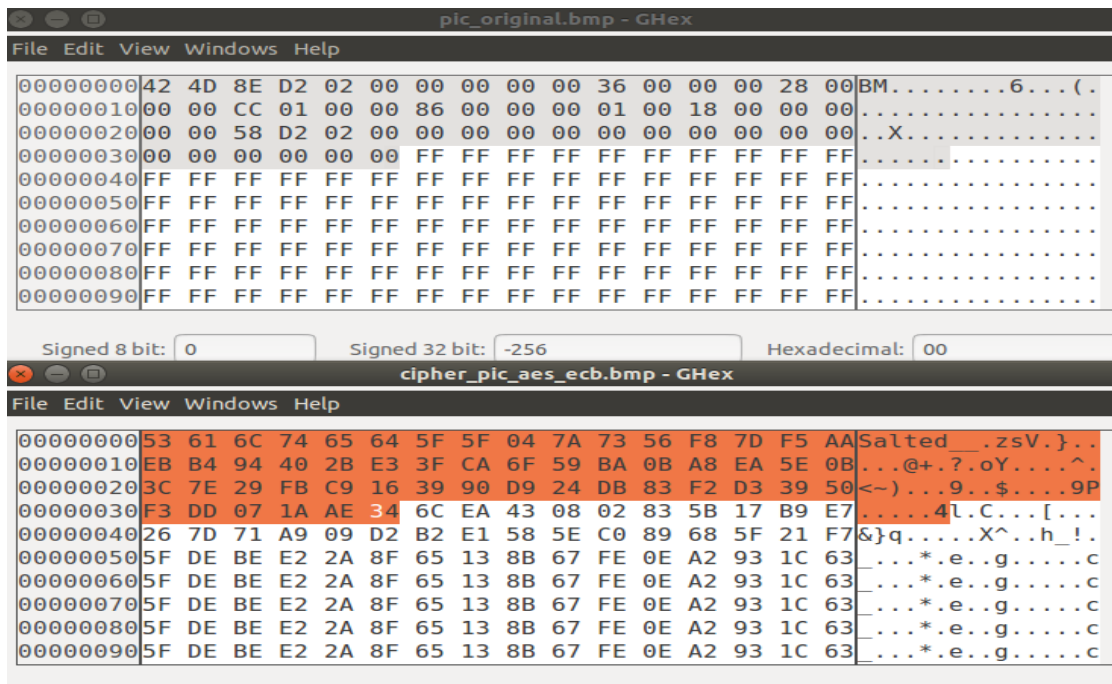 pic_original.bmp - GHex
File Edit View Windows Help
00000000 42 4D 8E D2 02 00 00 00 00 00 36 00 00 00 28 00 BM........6...(.
00000010 00 00 CC 01 00 00 86 00 00 00 01 00 18 00 00 00 ................
00000020 00 00 58 D2 02 00 00 00 00 00 00 00 00 00 00 00 ..X.............
00000030 00 00 00 00 00 00 FF FF FF FF FF FF FF FF FF FF ................
00000040 FF FF FF FF FF FF FF FF FF FF FF FF FF FF FF FF ................
00000050 FF FF FF FF FF FF FF FF FF FF FF FF FF FF FF FF ................
00000060 FF FF FF FF FF FF FF FF FF FF FF FF FF FF FF FF ................
00000070 FF FF FF FF FF FF FF FF FF FF FF FF FF FF FF FF ................
00000080 FF FF FF FF FF FF FF FF FF FF FF FF FF FF FF FF ................
00000090 FF FF FF FF FF FF FF FF FF FF FF FF FF FF FF FF ................
Signed 8 bit: 0 Signed 32 bit: -256 Hexadecimal: 00
cipher_pic_aes_ecb.bmp - GHex
File Edit View Windows Help
00000000 53 61 6C 74 65 64 5F 5F 04 7A 73 56 F8 7D F5 AA Salted__.zsV.}..
00000010 EB B4 94 40 2B E3 3F CA 6F 59 BA 0B A8 EA 5E 0B ...@+.?.oY....^.
00000020 3C 7E 29 FB C9 16 39 90 D9 24 DB 83 F2 D3 39 50 <~)...9..$....9P
00000030 F3 DD 07 1A AE 34 6C EA 43 08 02 83 5B 17 B9 E7 .....4l.C...[...
00000040 26 7D 71 A9 09 D2 B2 E1 58 5E C0 89 68 5F 21 F7 &}q.....X^..h_!.
00000050 5F DE BE E2 2A 8F 65 13 8B 67 FE 0E A2 93 1C 63 _...*.e..g.....c
00000060 5F DE BE E2 2A 8F 65 13 8B 67 FE 0E A2 93 1C 63 _...*.e..g.....c
00000070 5F DE BE E2 2A 8F 65 13 8B 67 FE 0E A2 93 1C 63 _...*.e..g.....c
00000080 5F DE BE E2 2A 8F 65 13 8B 67 FE 0E A2 93 1C 63 _...*.e..g.....c
00000090 5F DE BE E2 2A 8F 65 13 8B 67 FE 0E A2 93 1C 63 _...*.e..g.....c